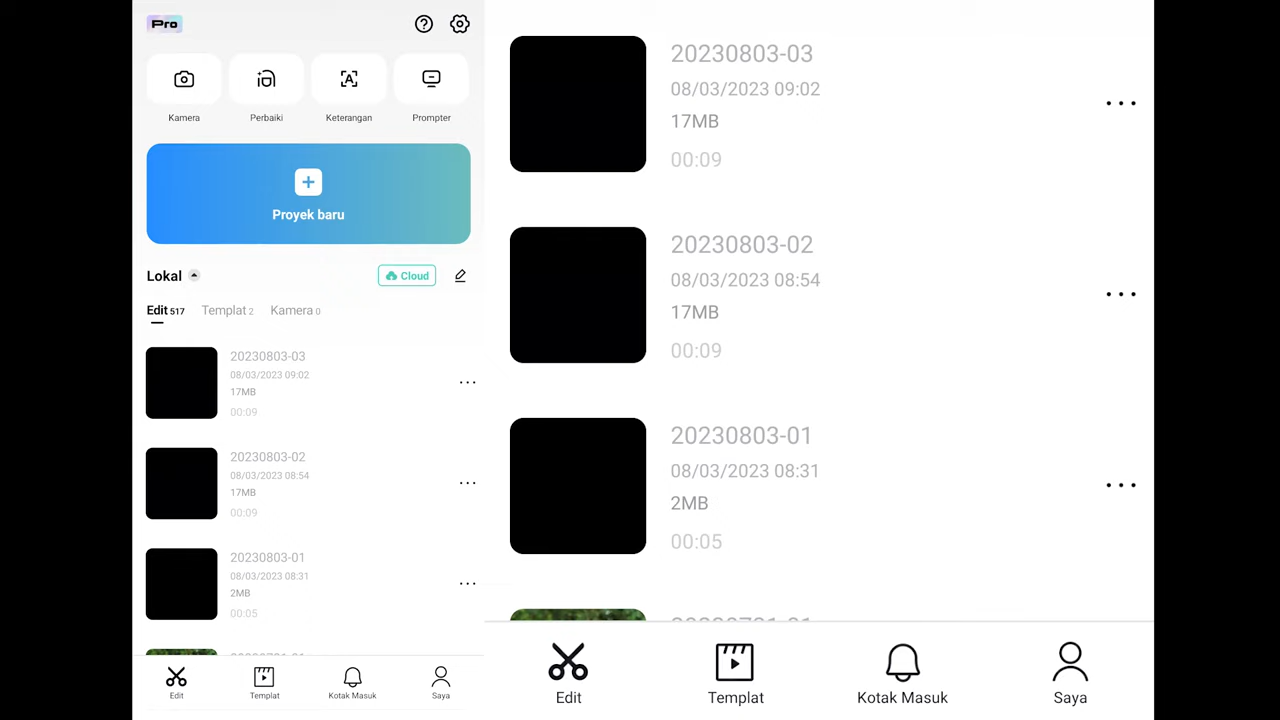 Pro
Kamera Perbaiki Keterangan Prompter
Proyek baru
Lokal Cloud
Edit 517 Templat 2 Kamera 0
20230803-03
08/03/2023 09:02
17MB
00:09
20230803-02
08/03/2023 08:54
17MB
00:09
20230803-01
08/03/2023 08:31
2MB
00:05
Edit Templat Kotak Masuk Saya
20230803-03
08/03/2023 09:02
17MB
00:09
20230803-02
08/03/2023 08:54
17MB
00:09
20230803-01
08/03/2023 08:31
2MB
00:05
Edit Templat Kotak Masuk Saya